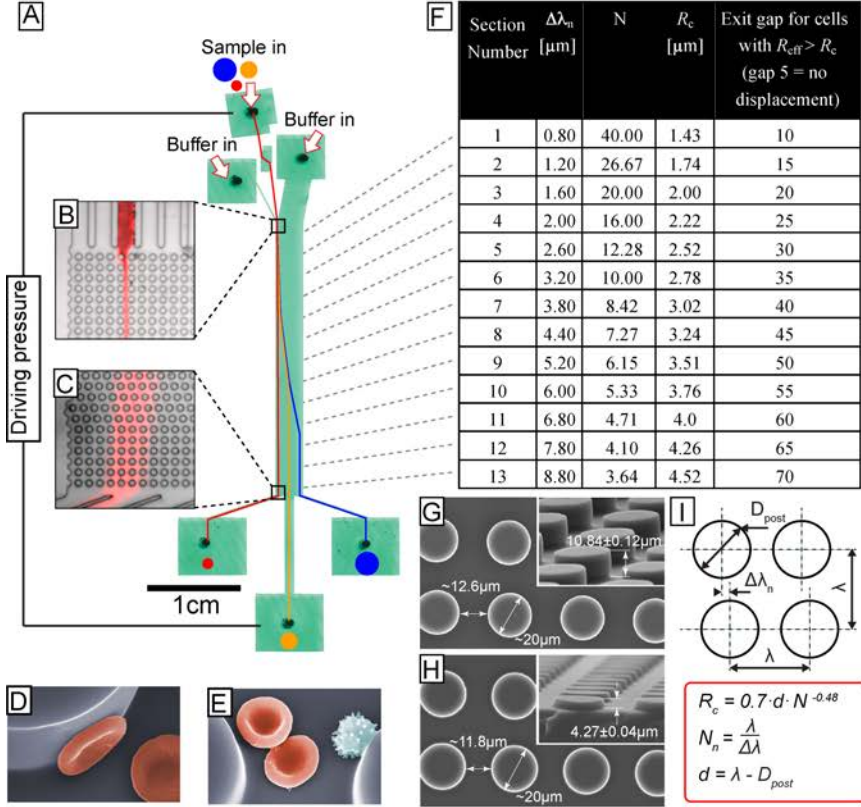 A
Sample in
Buffer in
Buffer in
B
C
Driving pressure
1cm
D
E
F
Section Number Δλn [μm] N Rc [μm] Exit gap for cells with Reff > Rc (gap 5 = no displacement)
1 0.80 40.00 1.43 10
2 1.20 26.67 1.74 15
3 1.60 20.00 2.00 20
4 2.00 16.00 2.22 25
5 2.60 12.28 2.52 30
6 3.20 10.00 2.78 35
7 3.80 8.42 3.02 40
8 4.40 7.27 3.24 45
9 5.20 6.15 3.51 50
10 6.00 5.33 3.76 55
11 6.80 4.71 4.0 60
12 7.80 4.10 4.26 65
13 8.80 3.64 4.52 70
G
10.84±0.12μm
~12.6μm
~20μm
H
4.27±0.04μm
~11.8μm
~20μm
I
Dpost
Δλn
λ
λ
Rc = 0.7·d·N^-0.48
Nn = λ/Δλ
d = λ - Dpost